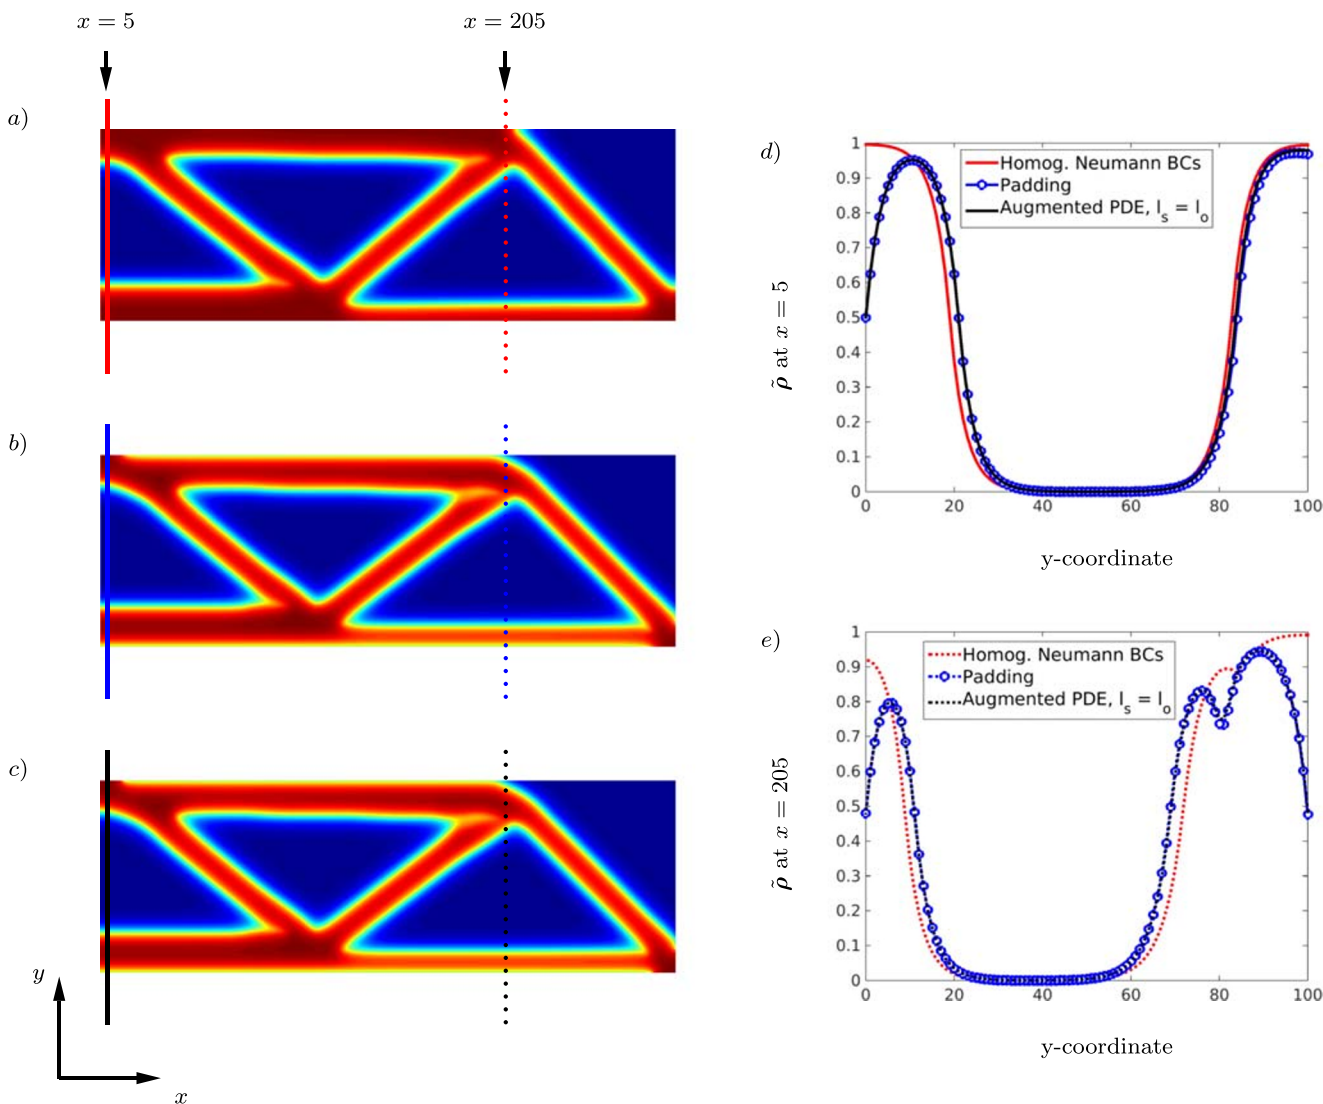 x = 5
x = 205
a)
b)
c)
y
x
d)
1
0.9
0.8
0.7
0.6
0.5
0.4
0.3
0.2
0.1
0
0 20 40 60 80 100
Homog. Neumann BCs
Padding
Augmented PDE, l_s = l_o
ρ̃ at x = 5
y-coordinate
e)
1
0.9
0.8
0.7
0.6
0.5
0.4
0.3
0.2
0.1
0
0 20 40 60 80 100
Homog. Neumann BCs
Padding
Augmented PDE, l_s = l_o
ρ̃ at x = 205
y-coordinate